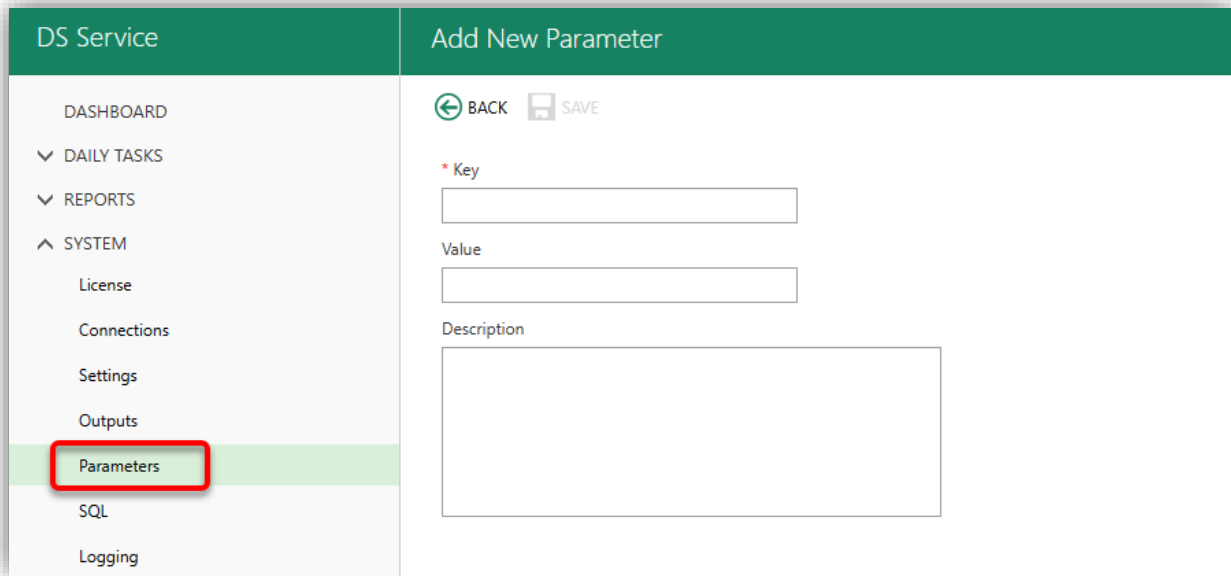 DS Service
Add New Parameter
DASHBOARD
DAILY TASKS
REPORTS
SYSTEM
License
Connections
Settings
Outputs
Parameters
SQL
Logging
BACK SAVE
* Key
Value
Description